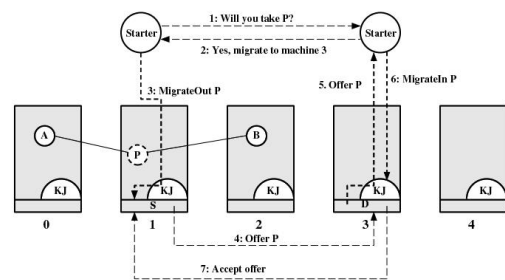 1: Will you take P?
Starter
Starter
2: Yes, migrate to machine 3
3: MigrateOut P
5. Offer P
6: MigrateIn P
A
P
B
KJ
KJ
KJ
KJ
KJ
S
D
0
1
2
3
4
4: Offer P
7: Accept offer